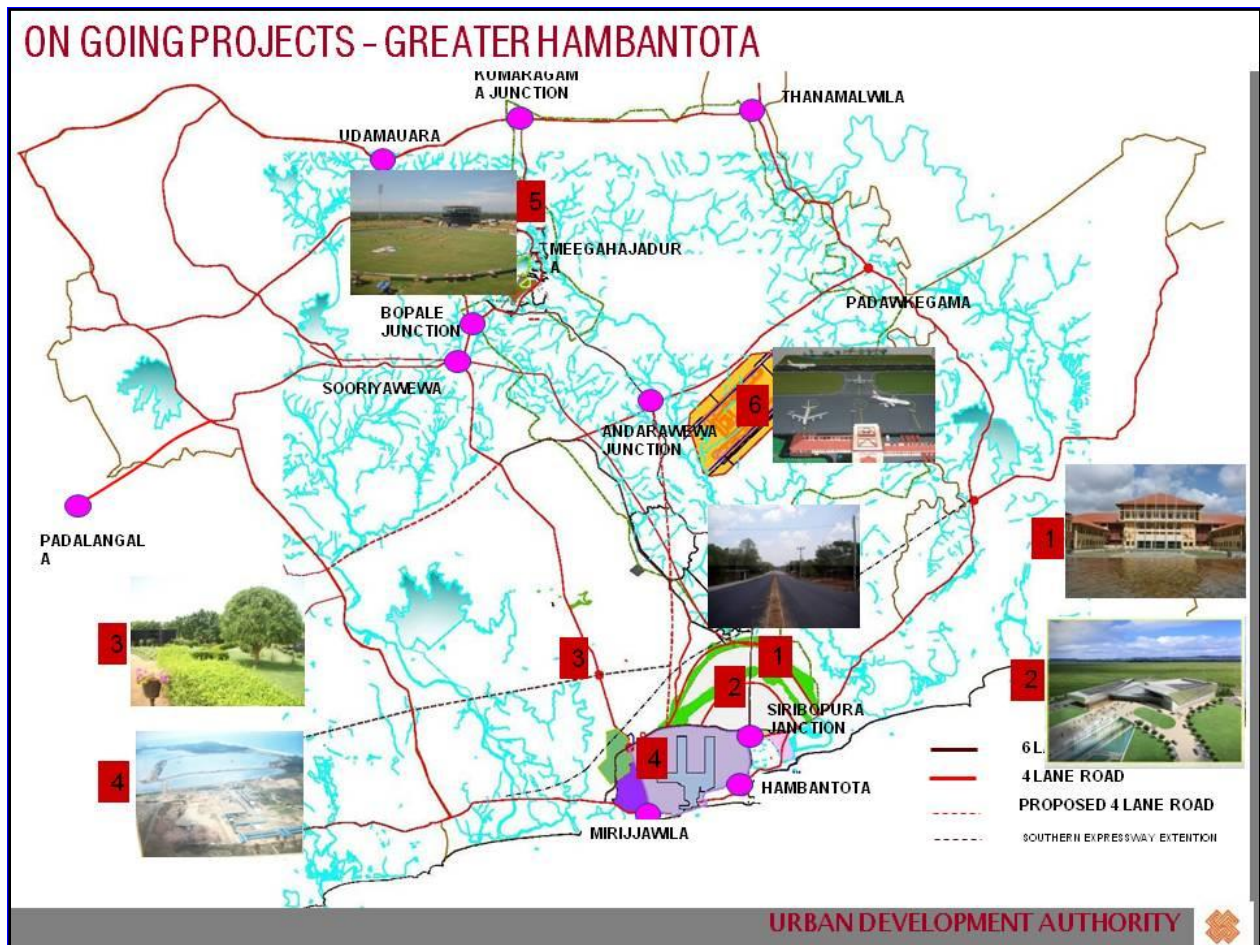 ON GOING PROJECTS – GREATER HAMBANTOTA
KUMARAGAM
A JUNCTION
THANAMALWILA
UDAMAUARA
5
MEEGAHAJADUR
A
PADAWKEGAMA
BOPALE
JUNCTION
SOORIYAWEWA
6
ANDARAWEWA
JUNCTION
PADALANGAL
A
1
3
3
1
2
2
SIRIBOPURA
JANCTION
4
4
HAMBANTOTA
MIRIJJAWILA
6 LA
4 LANE ROAD
PROPOSED 4 LANE ROAD
SOUTHERN EXPRESSWAY EXTENTION
URBAN DEVELOPMENT AUTHORITY